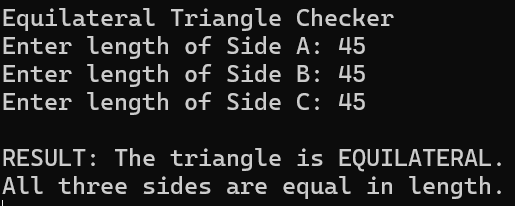 Equilateral Triangle Checker
Enter length of Side A: 45
Enter length of Side B: 45
Enter length of Side C: 45
RESULT: The triangle is EQUILATERAL.
All three sides are equal in length.